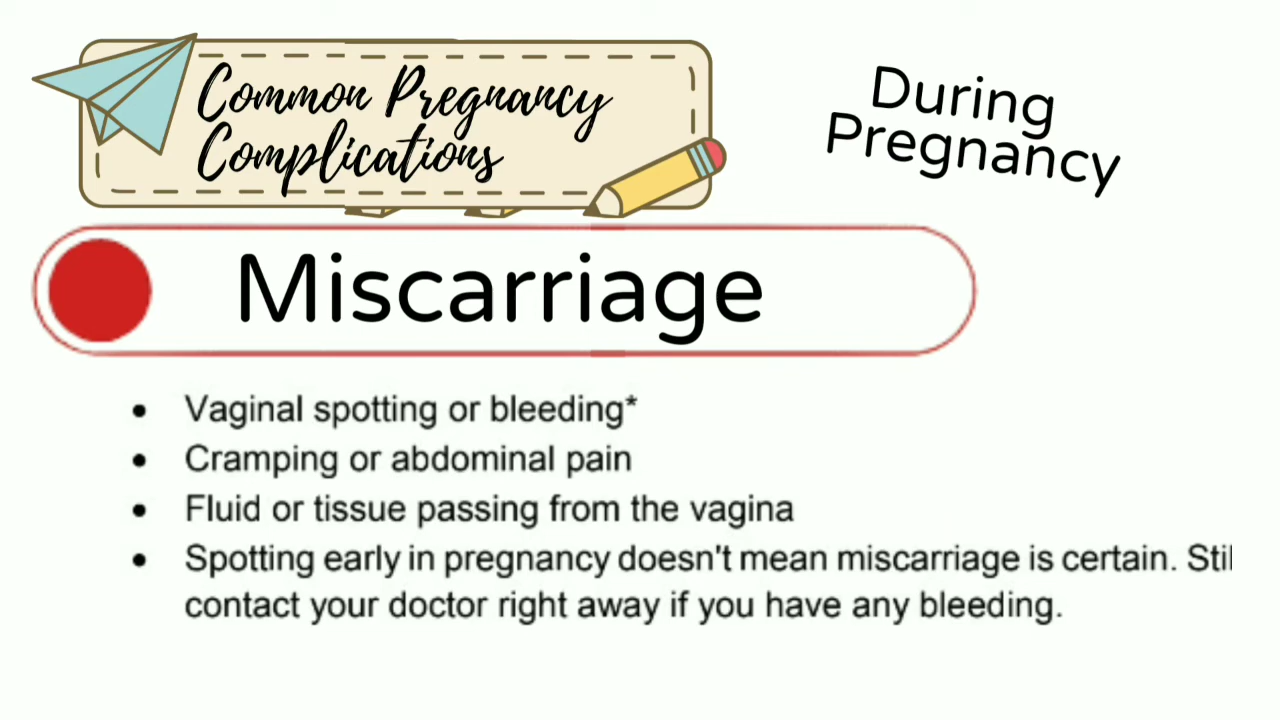 Common Pregnancy
Complications
During
Pregnancy
Miscarriage
• Vaginal spotting or bleeding*
• Cramping or abdominal pain
• Fluid or tissue passing from the vagina
• Spotting early in pregnancy doesn't mean miscarriage is certain. Stil
contact your doctor right away if you have any bleeding.